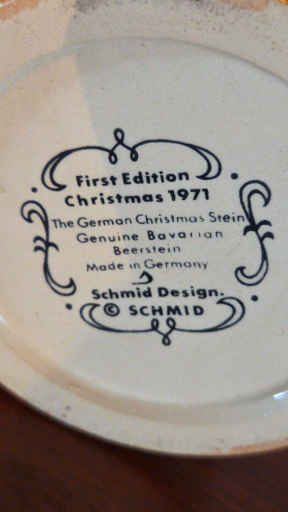 First Edition
Christmas 1971
The German Christmas Stein
Genuine Bavarian
Beerstein
Made in Germany
Schmid Design.
© SCHMID